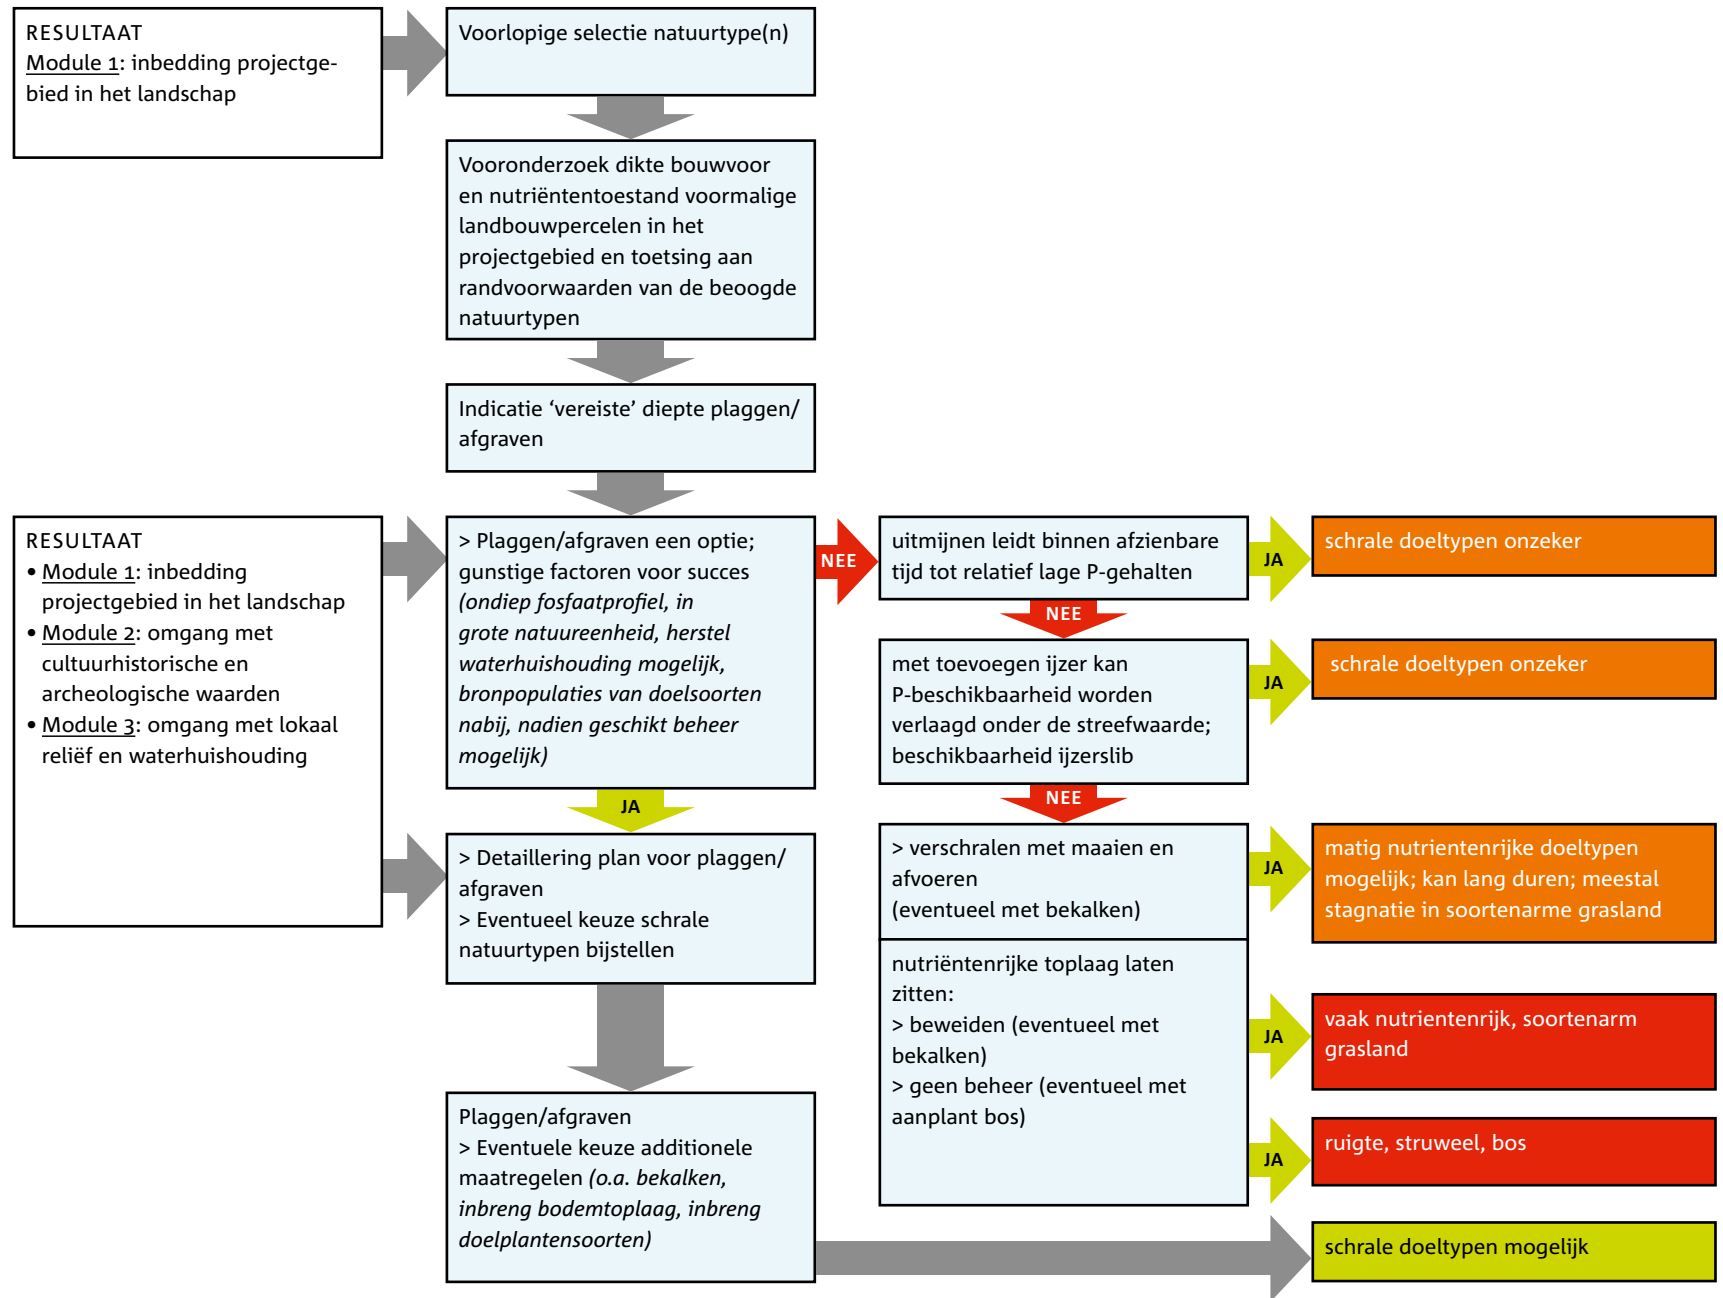 RESULTAAT
Module 1: inbedding projectge-
bied in het landschap
Voorlopige selectie natuurtype(n)
Vooronderzoek dikte bouwvoor
en nutriëntentoestand voormalige
landbouwpercelen in het
projectgebied en toetsing aan
randvoorwaarden van de beoogde
natuurtypen
Indicatie ‘vereiste’ diepte plaggen/
afgraven
RESULTAAT
• Module 1: inbedding
projectgebied in het landschap
• Module 2: omgang met
cultuurhistorische en
archeologische waarden
• Module 3: omgang met lokaal
reliëf en waterhuishouding
> Plaggen/afgraven een optie;
gunstige factoren voor succes
(ondiep fosfaatprofiel, in
grote natuureenheid, herstel
waterhuishouding mogelijk,
bronpopulaties van doelsoorten
nabij, nadien geschikt beheer
mogelijk)
NEE
uitmijnen leidt binnen afzienbare
tijd tot relatief lage P-gehalten
JA
schrale doeltypen onzeker
NEE
met toevoegen ijzer kan
P-beschikbaarheid worden
verlaagd onder de streefwaarde;
beschikbaarheid ijzerslib
JA
schrale doeltypen onzeker
NEE
JA
> Detaillering plan voor plaggen/
afgraven
> Eventueel keuze schrale
natuurtypen bijstellen
> verschralen met maaien en
afvoeren
(eventueel met bekalken)
JA
matig nutrientenrijke doeltypen
mogelijk; kan lang duren; meestal
stagnatie in soortenarme grasland
nutriëntenrijke toplaag laten
zitten:
> beweiden (eventueel met
bekalken)
> geen beheer (eventueel met
aanplant bos)
JA
vaak nutrientenrijk, soortenarm
grasland
JA
ruigte, struweel, bos
Plaggen/afgraven
> Eventuele keuze additionele
maatregelen (o.a. bekalken,
inbreng bodemtoplaag, inbreng
doelplantensoorten)
schrale doeltypen mogelijk